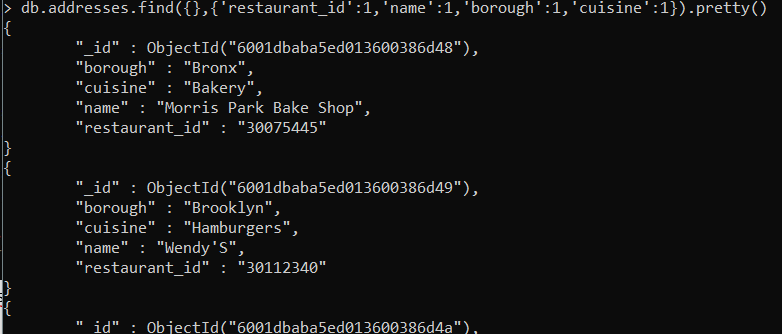 > db.addresses.find({},{'restaurant_id':1,'name':1,'borough':1,'cuisine':1}).pretty()
{
"_id" : ObjectId("6001dbaba5ed013600386d48"),
"borough" : "Bronx",
"cuisine" : "Bakery",
"name" : "Morris Park Bake Shop",
"restaurant_id" : "30075445"
}
{
"_id" : ObjectId("6001dbaba5ed013600386d49"),
"borough" : "Brooklyn",
"cuisine" : "Hamburgers",
"name" : "Wendy'S",
"restaurant_id" : "30112340"
}
{
"_id" : ObjectId("6001dbaba5ed013600386d4a"),